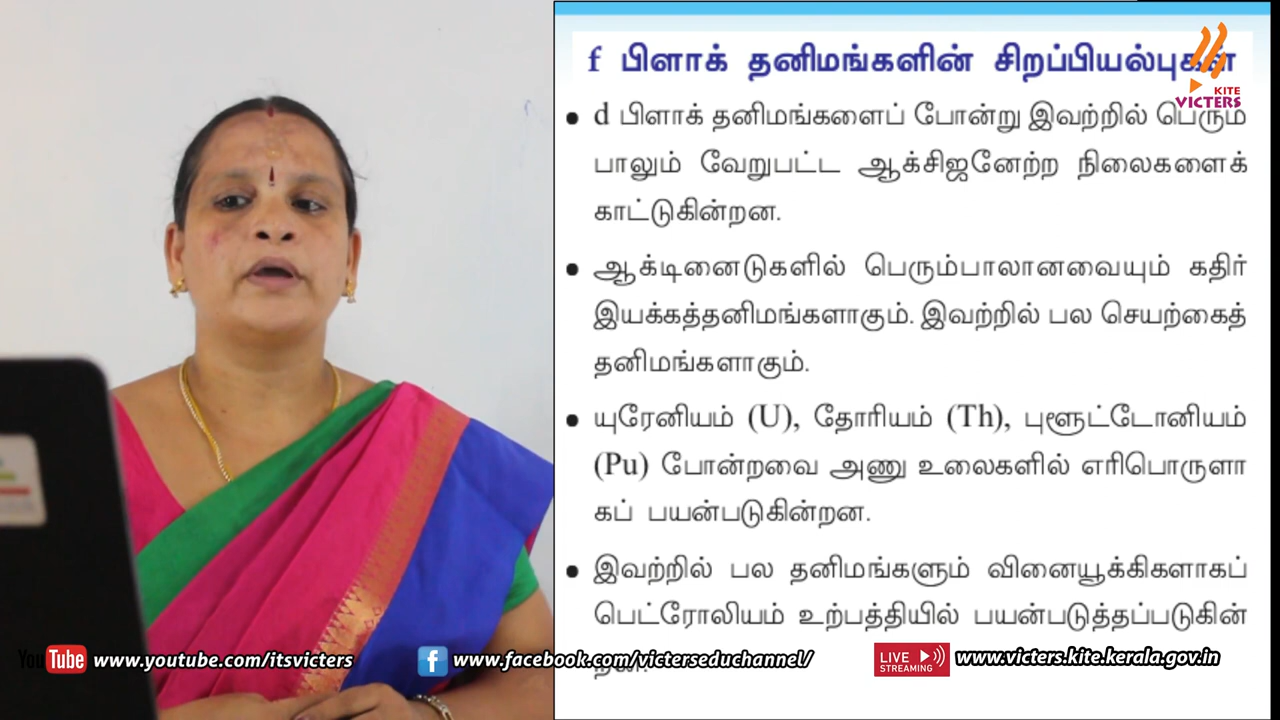 f பிளாக் தனிமங்களின் சிறப்பியல்புகள்
KITE
VICTERS
• d பிளாக் தனிமங்களைப் போன்று இவற்றில் பெரும்
பாலும் வேறுபட்ட ஆக்சிஜனேற்ற நிலைகளைக்
காட்டுகின்றன.
• ஆக்டினைடுகளில் பெரும்பாலானவையும் கதிர்
இயக்கத்தனிமங்களாகும். இவற்றில் பல செயற்கைத்
தனிமங்களாகும்.
• யுரேனியம் (U), தோரியம் (Th), புளூட்டோனியம்
(Pu) போன்றவை அணு உலைகளில் எரிபொருளா
கப் பயன்படுகின்றன.
• இவற்றில் பல தனிமங்களும் வினையூக்கிகளாகப்
பெட்ரோலியம் உற்பத்தியில் பயன்படுத்தப்படுகின்
You Tube www.youtube.com/itsvicters
f www.facebook.com/victerseduchannel/
LIVE STREAMING www.victers.kite.kerala.gov.in